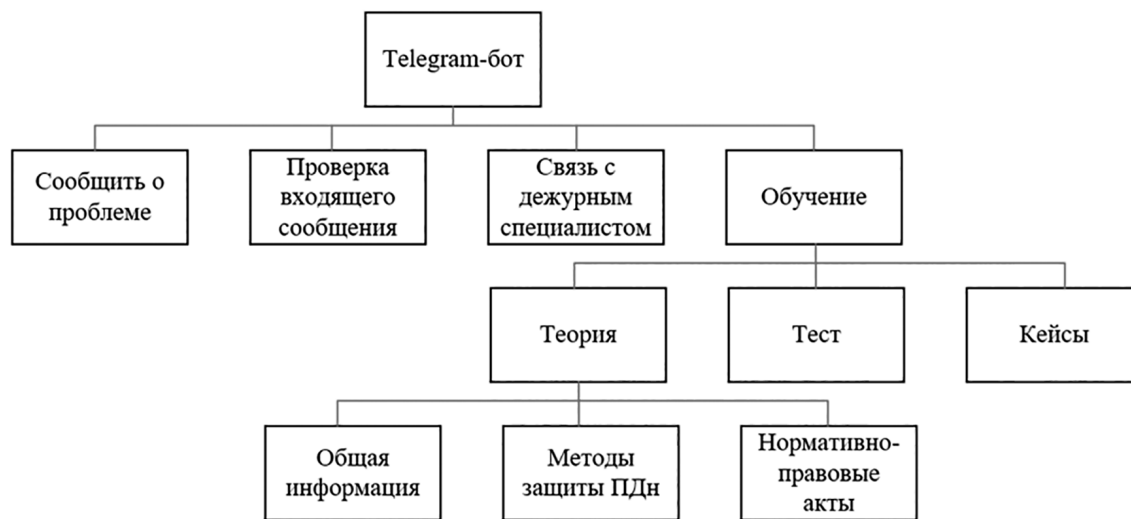 Telegram-бот
Сообщить о
проблеме
Проверка
входящего
сообщения
Связь с
дежурным
специалистом
Обучение
Теория
Тест
Кейсы
Общая
информация
Методы
защиты ПДн
Нормативно-
правовые
акты